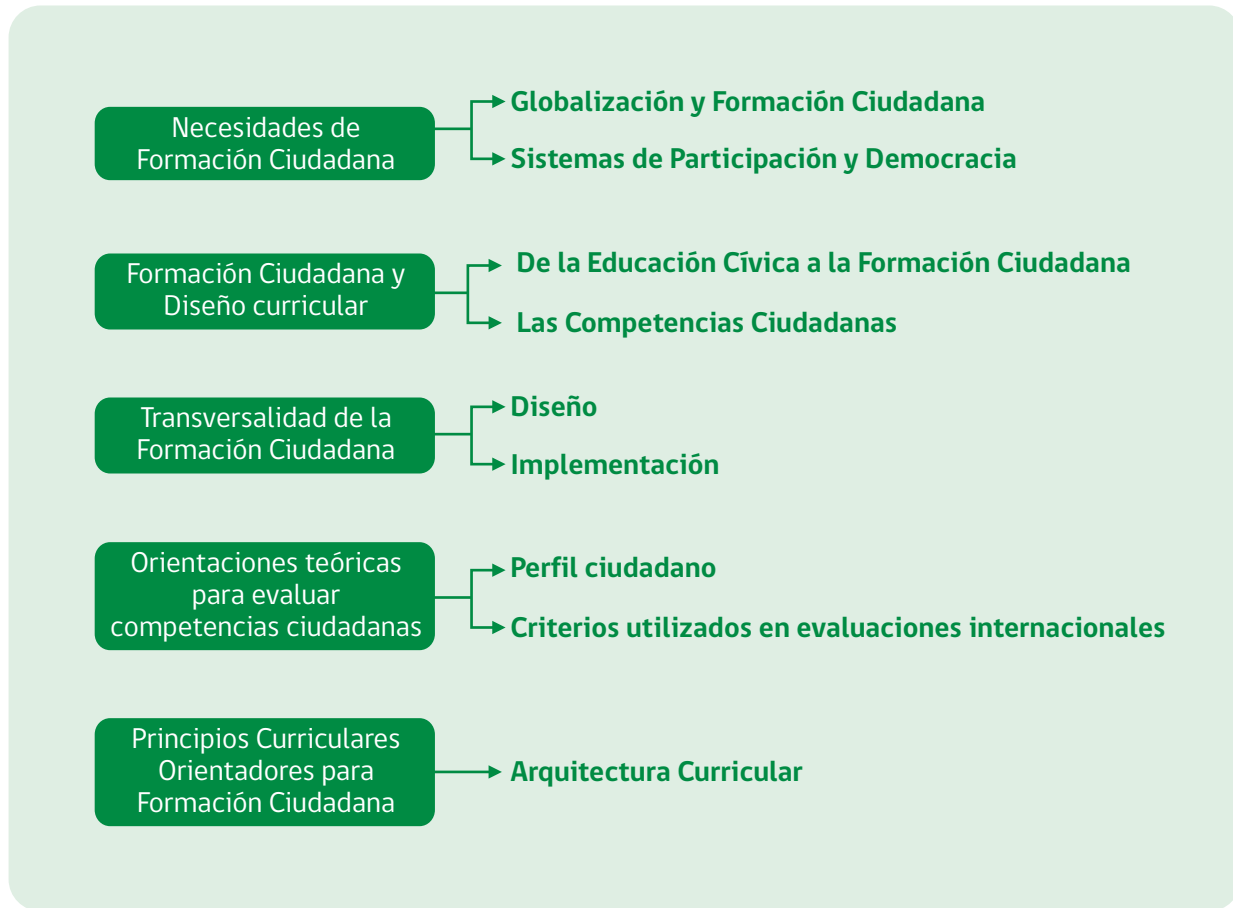 Necesidades de
Formación Ciudadana
Globalización y Formación Ciudadana
Sistemas de Participación y Democracia
Formación Ciudadana y
Diseño curricular
De la Educación Cívica a la Formación Ciudadana
Las Competencias Ciudadanas
Transversalidad de la
Formación Ciudadana
Diseño
Implementación
Orientaciones teóricas
para evaluar
competencias ciudadanas
Perfil ciudadano
Criterios utilizados en evaluaciones internacionales
Principios Curriculares
Orientadores para
Formación Ciudadana
Arquitectura Curricular